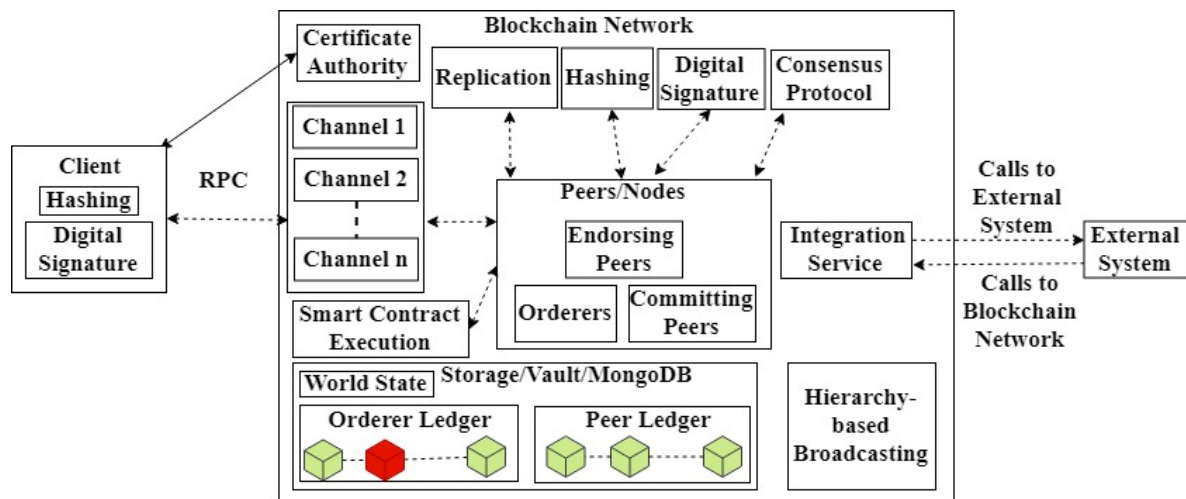 Blockchain Network
Certificate
Authority
Replication
Hashing
Digital
Signature
Consensus
Protocol
Channel 1
Channel 2
Channel n
Client
Hashing
Digital
Signature
RPC
Peers/Nodes
Endorsing
Peers
Orderers
Committing
Peers
Integration
Service
Calls to
External
System
External
System
Calls to
Blockchain
Network
Smart Contract
Execution
Storage/Vault/MongoDB
World State
Orderer Ledger
Peer Ledger
Hierarchy-
based
Broadcasting